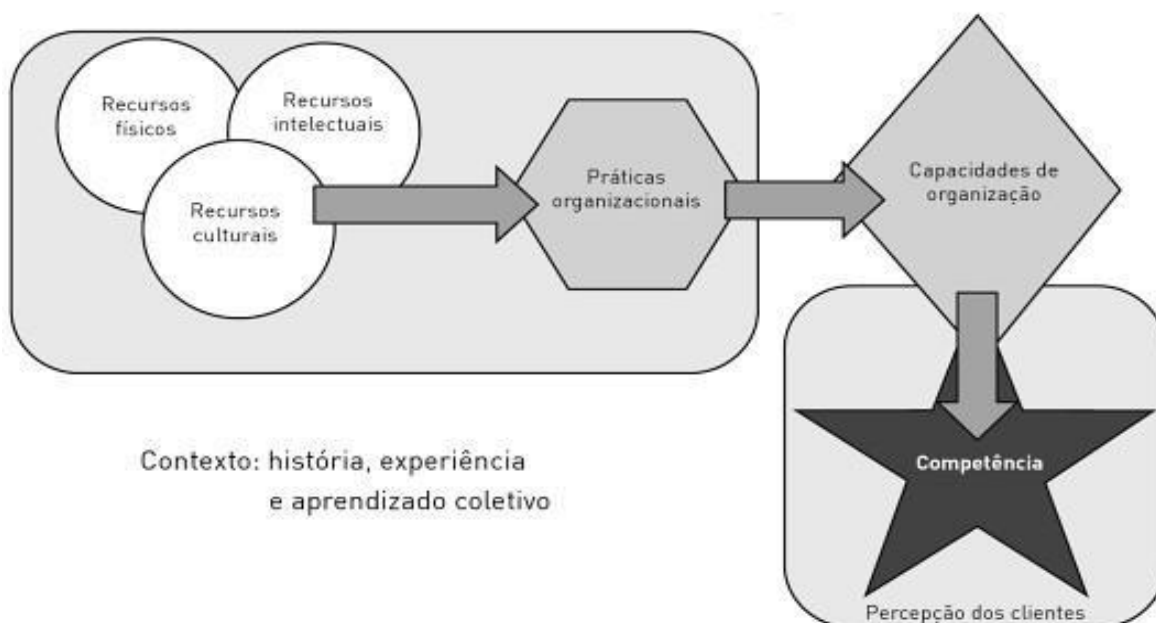 Recursos
físicos
Recursos
intelectuais
Recursos
culturais
Práticas
organizacionais
Capacidades de
organização
Contexto: história, experiência
e aprendizado coletivo
Competência
Percepção dos clientes